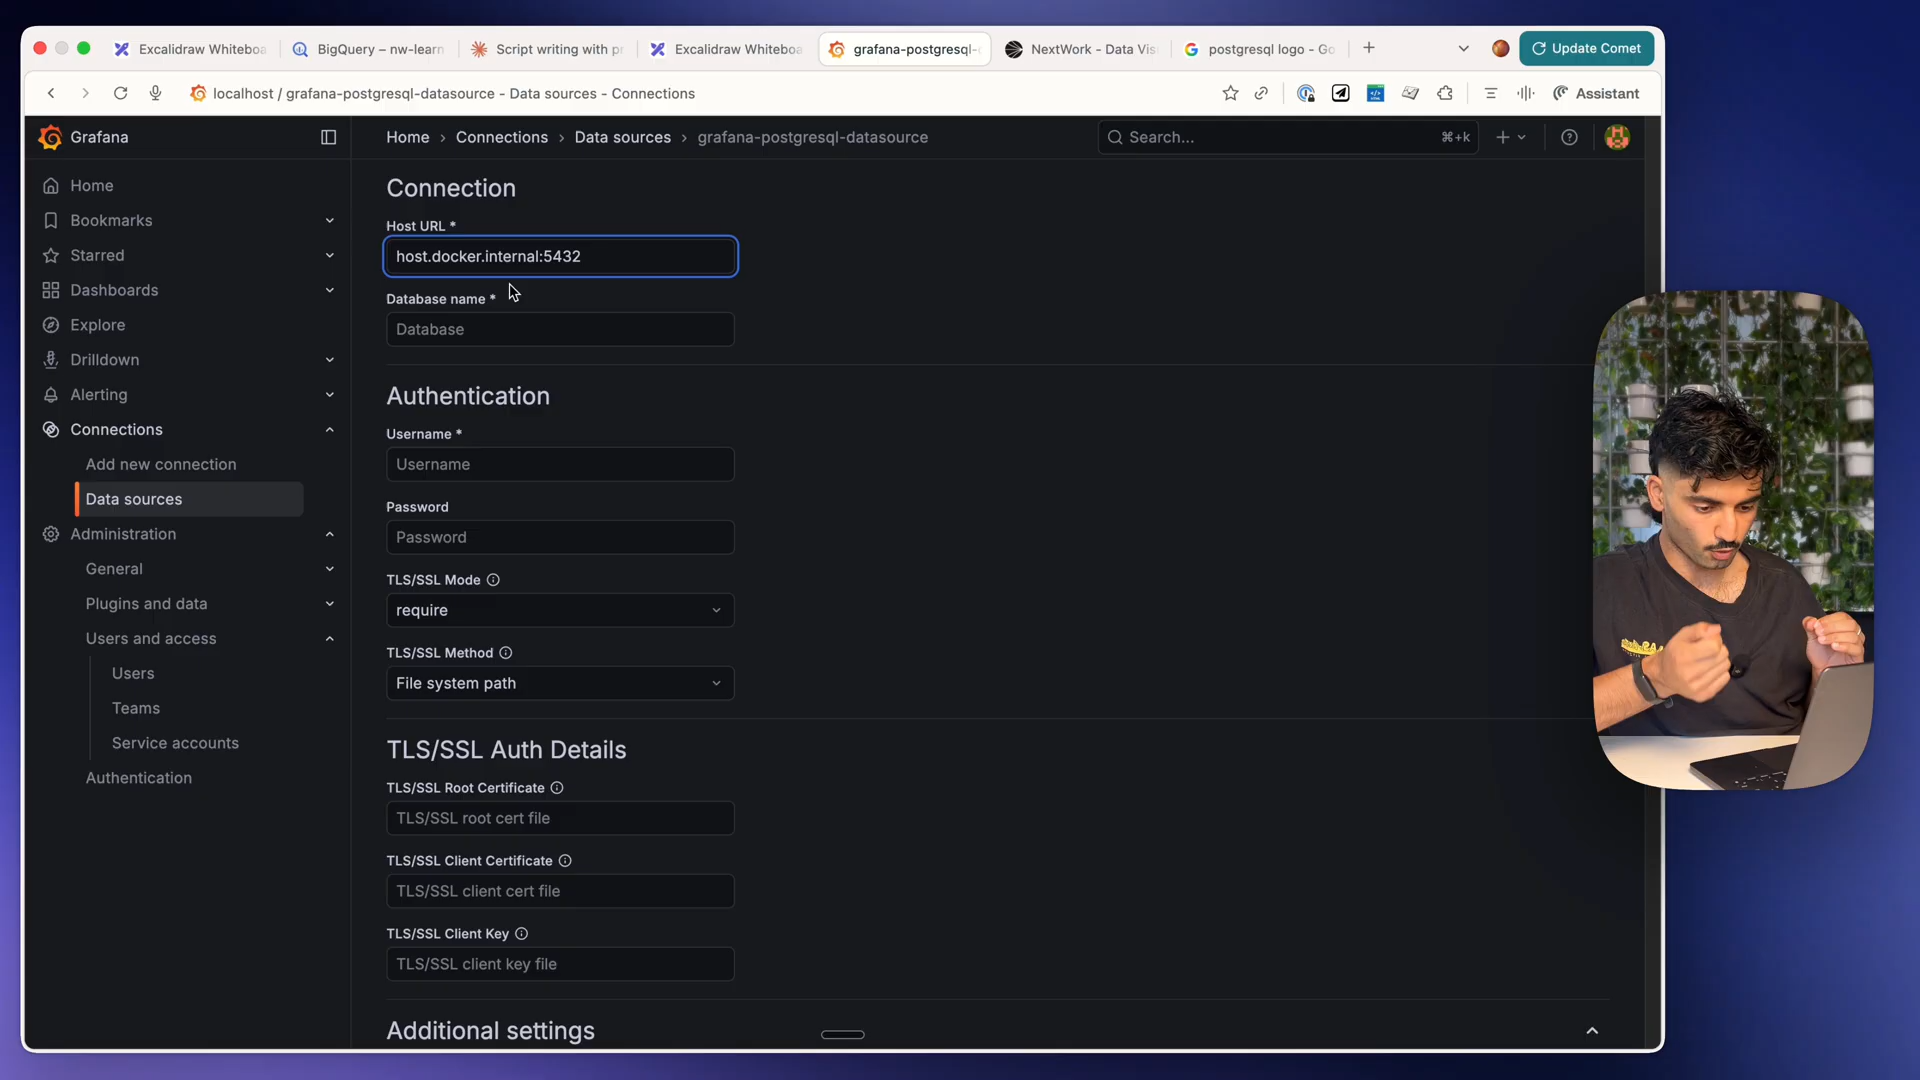 Excalidraw Whiteboa
BigQuery – nw-learn
Script writing with pr
Excalidraw Whiteboa
grafana-postgresql-
NextWork - Data Vis
postgresql logo - Go
Update Comet
localhost / grafana-postgresql-datasource - Data sources - Connections
Assistant
Grafana
Home › Connections › Data sources › grafana-postgresql-datasource
Search...
⌘+k
Home
Bookmarks
Starred
Dashboards
Explore
Drilldown
Alerting
Connections
Add new connection
Data sources
Administration
General
Plugins and data
Users and access
Users
Teams
Service accounts
Authentication
Connection
Host URL *
host.docker.internal:5432
Database name *
Database
Authentication
Username *
Username
Password
Password
TLS/SSL Mode
require
TLS/SSL Method
File system path
TLS/SSL Auth Details
TLS/SSL Root Certificate
TLS/SSL root cert file
TLS/SSL Client Certificate
TLS/SSL client cert file
TLS/SSL Client Key
TLS/SSL client key file
Additional settings